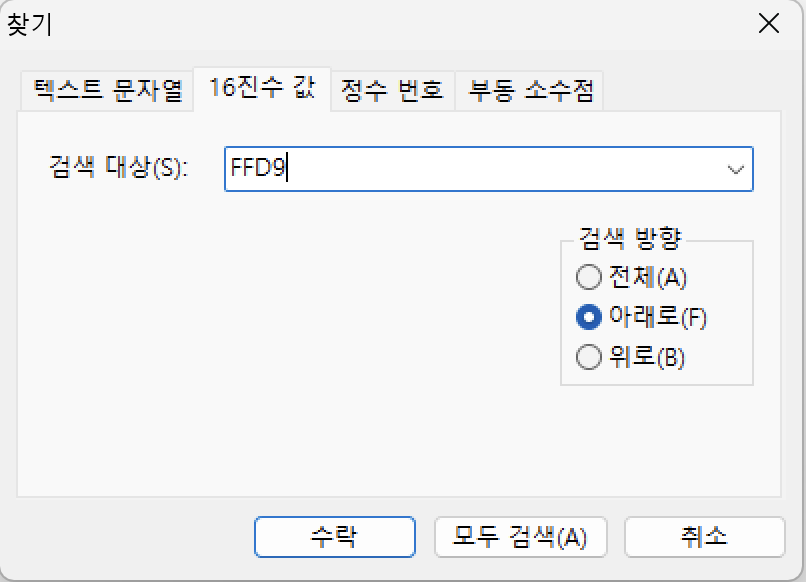 찾기
텍스트 문자열 16진수 값 정수 번호 부동 소수점
검색 대상(S): FFD9
검색 방향
전체(A)
아래로(F)
위로(B)
수락 모두 검색(A) 취소